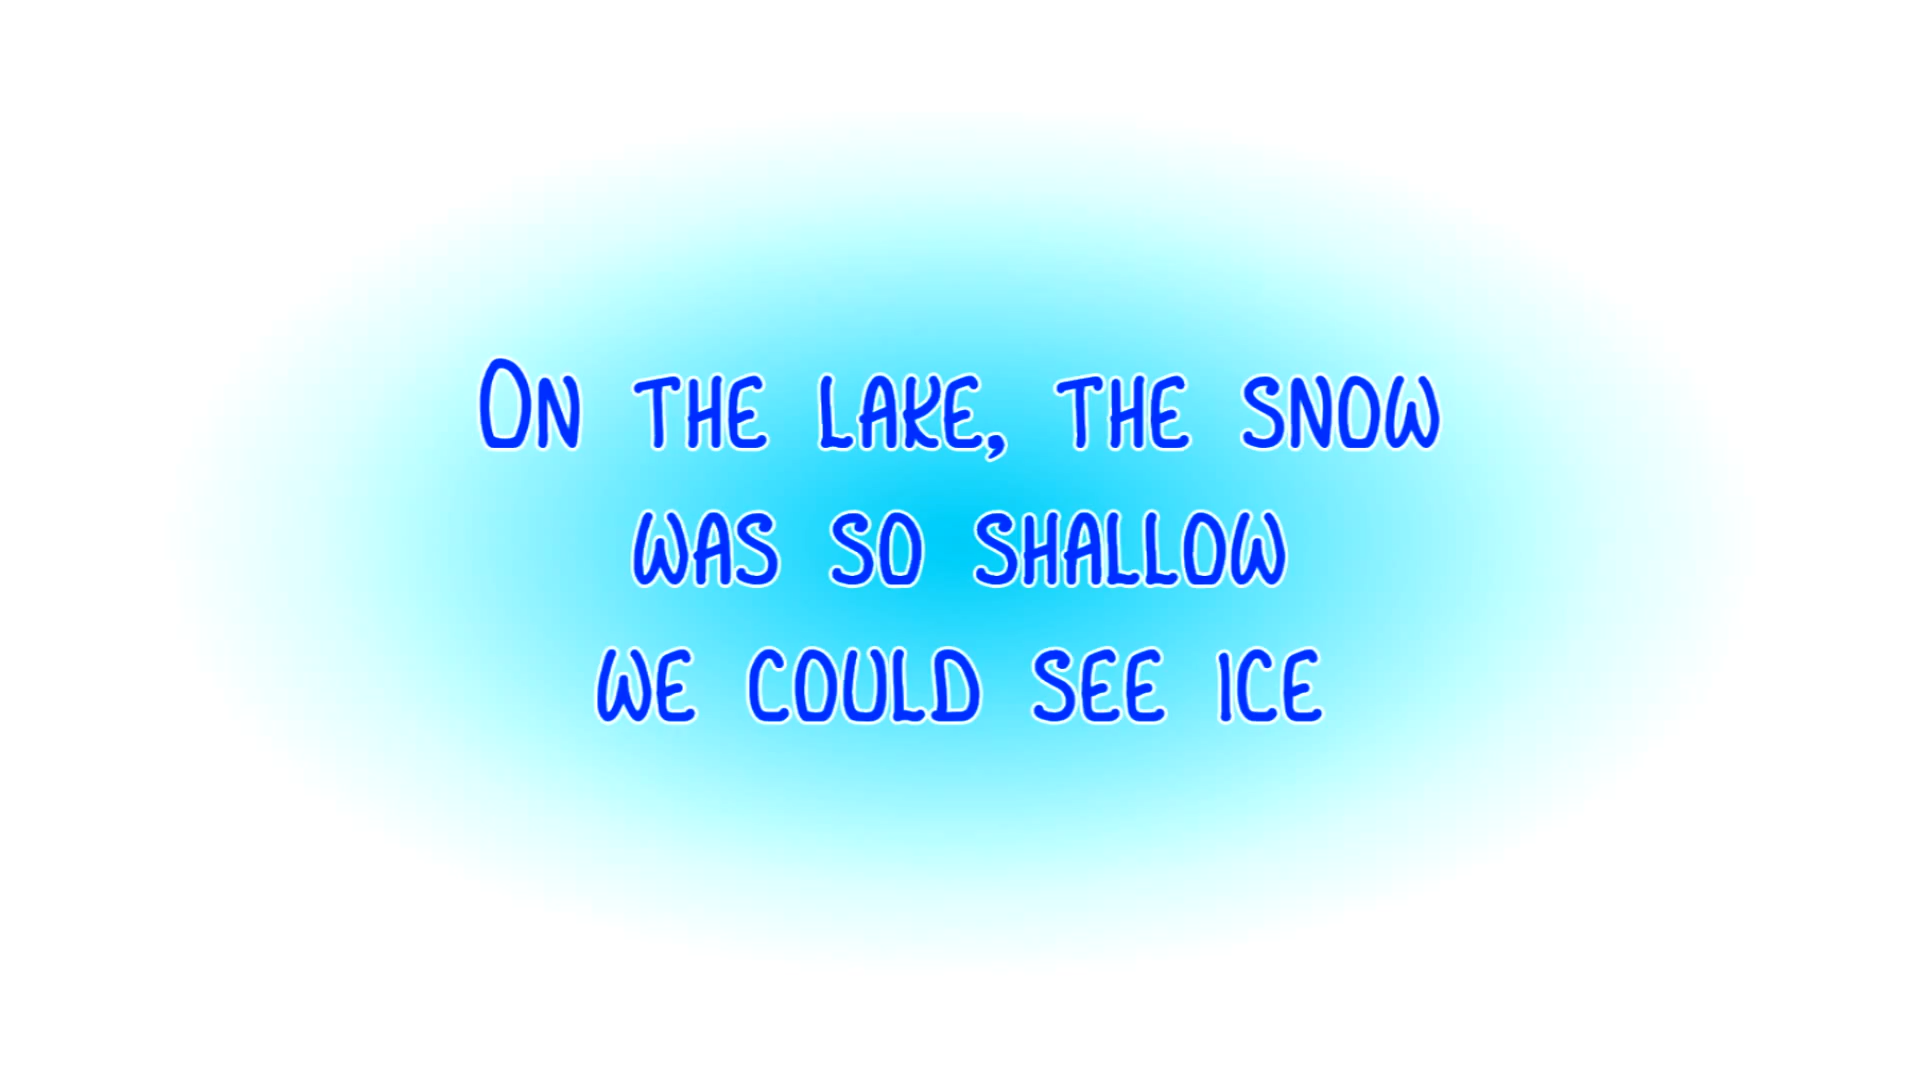 On the lake, the snow
was so shallow
we could see ice